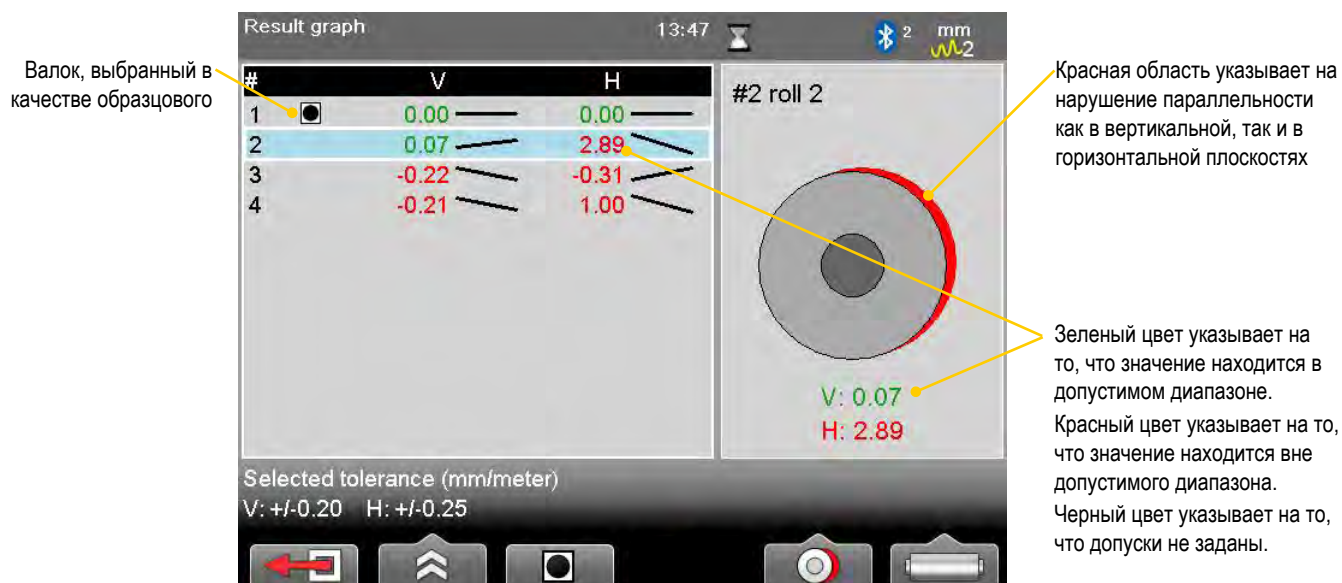 Result graph 13:47 2 mm
2
Валок, выбранный в
качестве образцового
# V H
1 0.00 0.00
2 0.07 2.89
3 -0.22 -0.31
4 -0.21 1.00
#2 roll 2
V: 0.07
H: 2.89
Selected tolerance (mm/meter)
V: +/-0.20 H: +/-0.25
Красная область указывает на
нарушение параллельности
как в вертикальной, так и в
горизонтальной плоскостях
Зеленый цвет указывает на
то, что значение находится в
допустимом диапазоне.
Красный цвет указывает на то,
что значение находится вне
допустимого диапазона.
Черный цвет указывает на то,
что допуски не заданы.